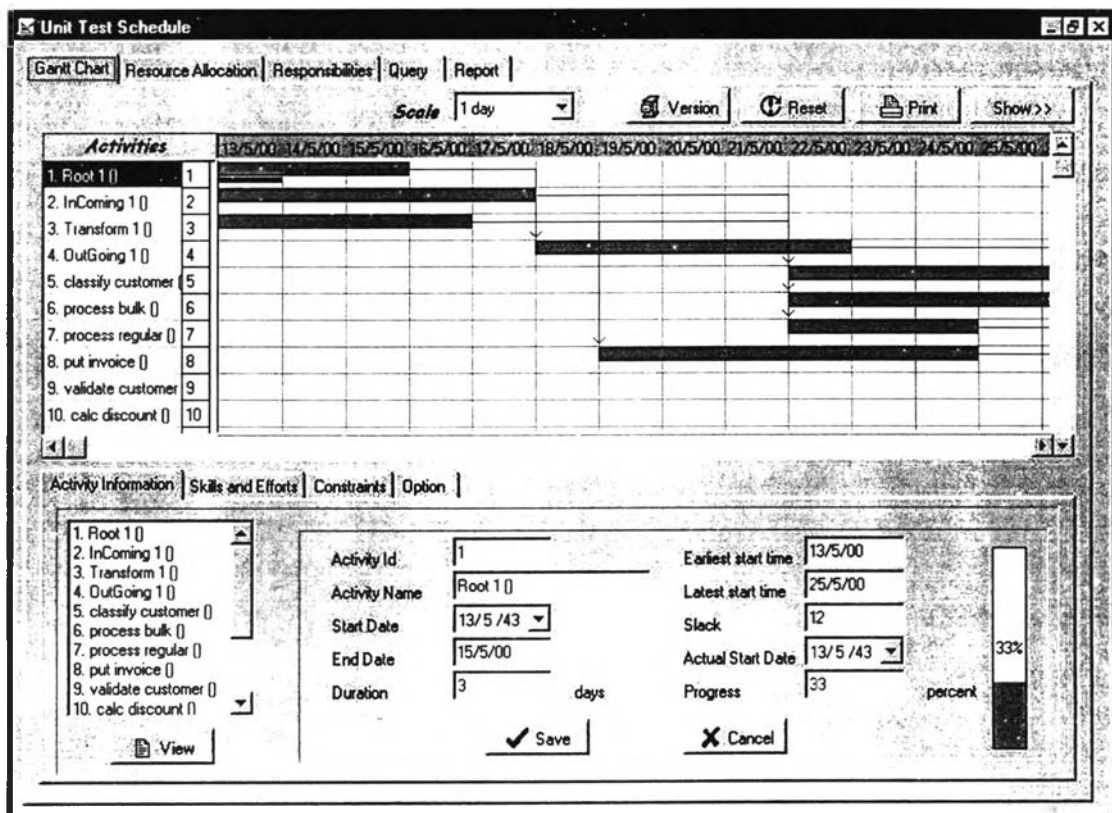 Unit Test Schedule
Gantt Chart Resource Allocation Responsibilities Query Report
Scale 1 day Version Reset Print Show>>
Activities 13/5/00 14/5/00 15/5/00 16/5/00 17/5/00 18/5/00 19/5/00 20/5/00 21/5/00 22/5/00 23/5/00 24/5/00 25/5/00
1. Root 1 () 1
2. InComing 1 () 2
3. Transform 1 () 3
4. OutGoing 1 () 4
5. classify customer ( 5
6. process bulk () 6
7. process regular () 7
8. put invoice () 8
9. validate customer 9
10. calc discount () 10
Activity Information Skills and Efforts Constraints Option
1. Root 1 ()
2. InComing 1 ()
3. Transform 1 ()
4. OutGoing 1 ()
5. classify customer ()
6. process bulk ()
7. process regular ()
8. put invoice ()
9. validate customer ()
10. calc discount ()
View
Activity Id 1
Activity Name Root 1 ()
Start Date 13/ 5 /43
End Date 15/5/00
Duration 3 days
Save
Earliest start time 13/5/00
Latest start time 25/5/00
Slack 12
Actual Start Date 13/ 5 /43
Progress 33 percent
Cancel
33%